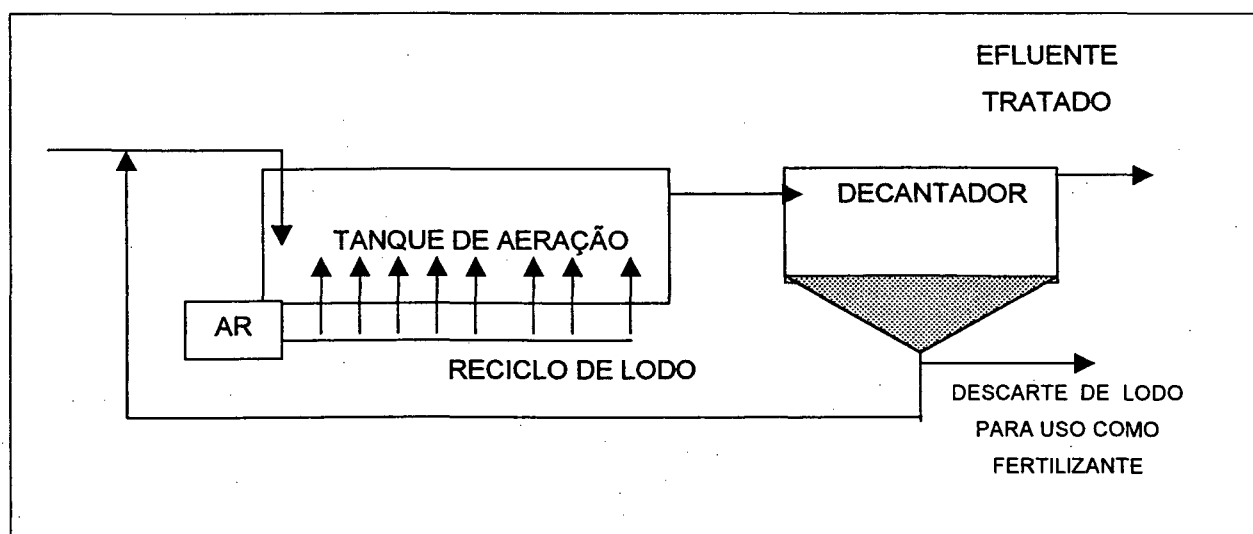 EFLUENTE
TRATADO
DECANTADOR
TANQUE DE AERAÇÃO
AR
RECICLO DE LODO
DESCARTE DE LODO
PARA USO COMO
FERTILIZANTE